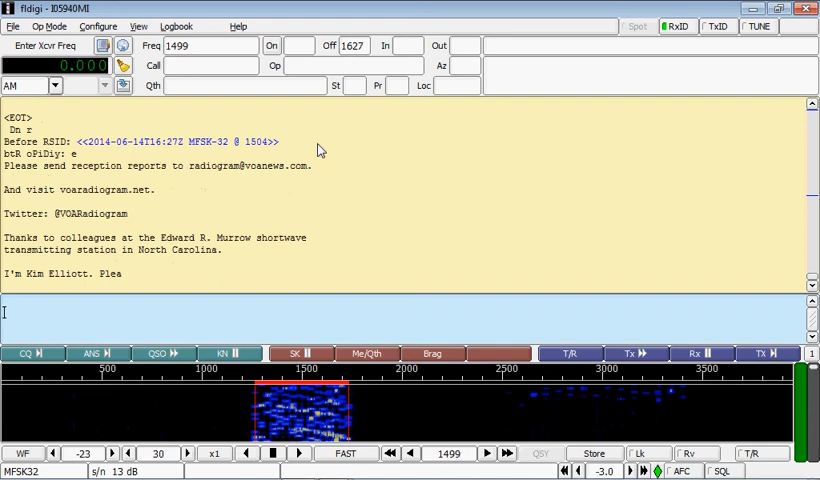 fldigi - I05940MI
File Op Mode Configure View Logbook Help Spot RxID TxID TUNE
Enter Xcvr Freq Freq 1499 On Off 1627 In Out
0.000 Call Op Az
AM Qth St Pr Loc
<EOT>
Dn r
Before RSID: <<2014-06-14T16:27Z MFSK-32 @ 1504>>
btR oPiDiy: e
Please send reception reports to radiogram@voanews.com.
And visit voaradiogram.net.
Twitter: @VOARadiogram
Thanks to colleagues at the Edward R. Murrow shortwave
transmitting station in North Carolina.
I'm Kim Elliott. Plea
CQ ANS QSO KN SK Me/Qth Brag T/R Tx Rx TX 1
500 1000 1500 2000 2500 3000 3500
WF -23 30 x1 FAST 1499 QSY Store Lk Rv T/R
MFSK32 s/n 13 dB -3.0 AFC SQL